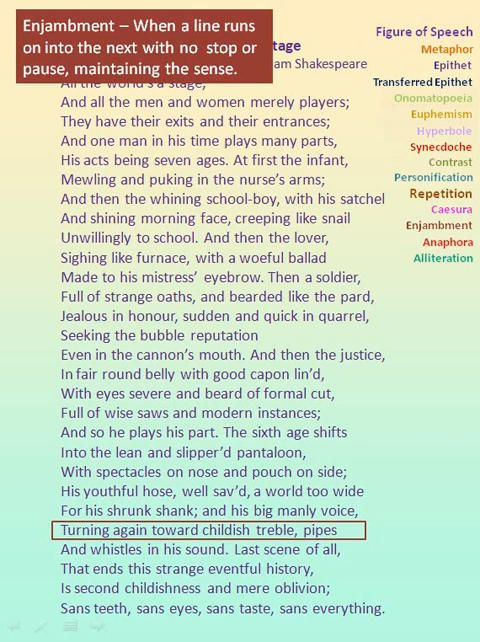 Enjambment – When a line runs
on into the next with no stop or
pause, maintaining the sense.
tage
am Shakespeare
All the world's a stage,
And all the men and women merely players;
They have their exits and their entrances;
And one man in his time plays many parts,
His acts being seven ages. At first the infant,
Mewling and puking in the nurse's arms;
And then the whining school-boy, with his satchel
And shining morning face, creeping like snail
Unwillingly to school. And then the lover,
Sighing like furnace, with a woeful ballad
Made to his mistress' eyebrow. Then a soldier,
Full of strange oaths, and bearded like the pard,
Jealous in honour, sudden and quick in quarrel,
Seeking the bubble reputation
Even in the cannon's mouth. And then the justice,
In fair round belly with good capon lin'd,
With eyes severe and beard of formal cut,
Full of wise saws and modern instances;
And so he plays his part. The sixth age shifts
Into the lean and slipper'd pantaloon,
With spectacles on nose and pouch on side;
His youthful hose, well sav'd, a world too wide
For his shrunk shank; and his big manly voice,
Turning again toward childish treble, pipes
And whistles in his sound. Last scene of all,
That ends this strange eventful history,
Is second childishness and mere oblivion;
Sans teeth, sans eyes, sans taste, sans everything.
Figure of Speech
Metaphor
Epithet
Transferred Epithet
Onomatopoeia
Euphemism
Hyperbole
Synecdoche
Contrast
Personification
Repetition
Caesura
Enjambment
Anaphora
Alliteration